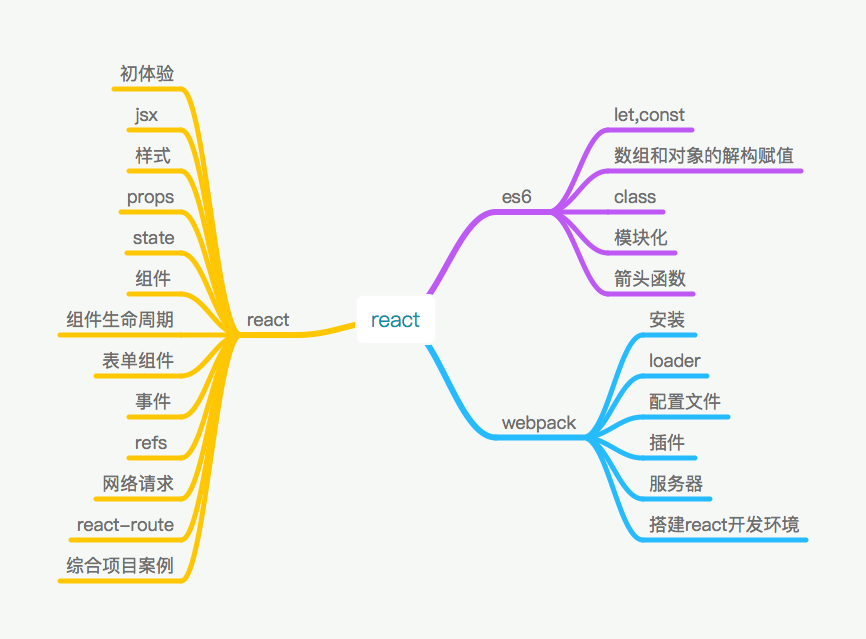 初体验
jsx
样式
props
state
组件
组件生命周期
表单组件
事件
refs
网络请求
react-route
综合项目案例
react
react
es6
let,const
数组和对象的解构赋值
class
模块化
箭头函数
webpack
安装
loader
配置文件
插件
服务器
搭建react开发环境